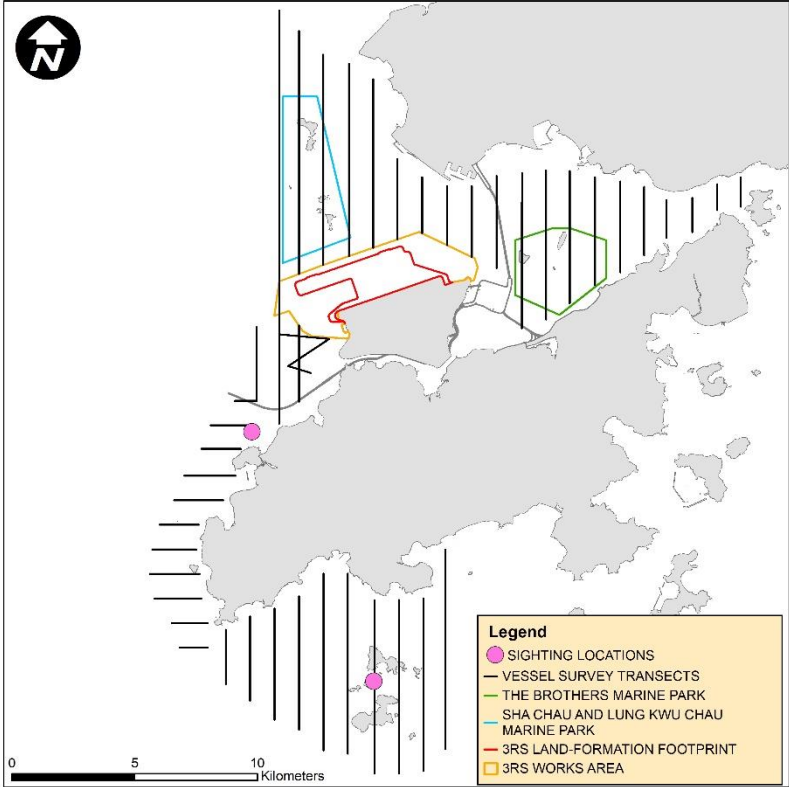 N
Legend
SIGHTING LOCATIONS
VESSEL SURVEY TRANSECTS
THE BROTHERS MARINE PARK
SHA CHAU AND LUNG KWU CHAU
MARINE PARK
3RS LAND-FORMATION FOOTPRINT
3RS WORKS AREA
0 5 10
Kilometers